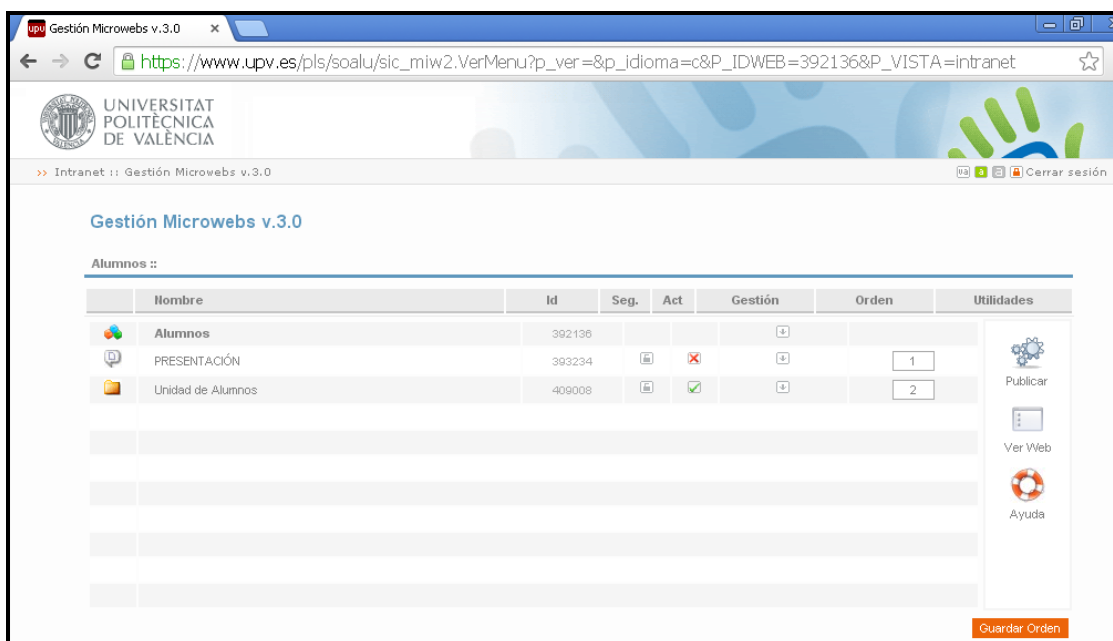 upv Gestión Microwebs v.3.0
https://www.upv.es/pls/soalu/sic_miw2.VerMenu?p_ver=&p_idioma=c&P_IDWEB=392136&P_VISTA=intranet
UNIVERSITAT
POLITÈCNICA
DE VALÈNCIA
>> Intranet :: Gestión Microwebs v.3.0
va a a Cerrar sesión
Gestión Microwebs v.3.0
Alumnos ::
Nombre Id Seg. Act Gestión Orden Utilidades
Alumnos 392136
PRESENTACIÓN 393234 1
Unidad de Alumnos 409008 2
Publicar
Ver Web
Ayuda
Guardar Orden